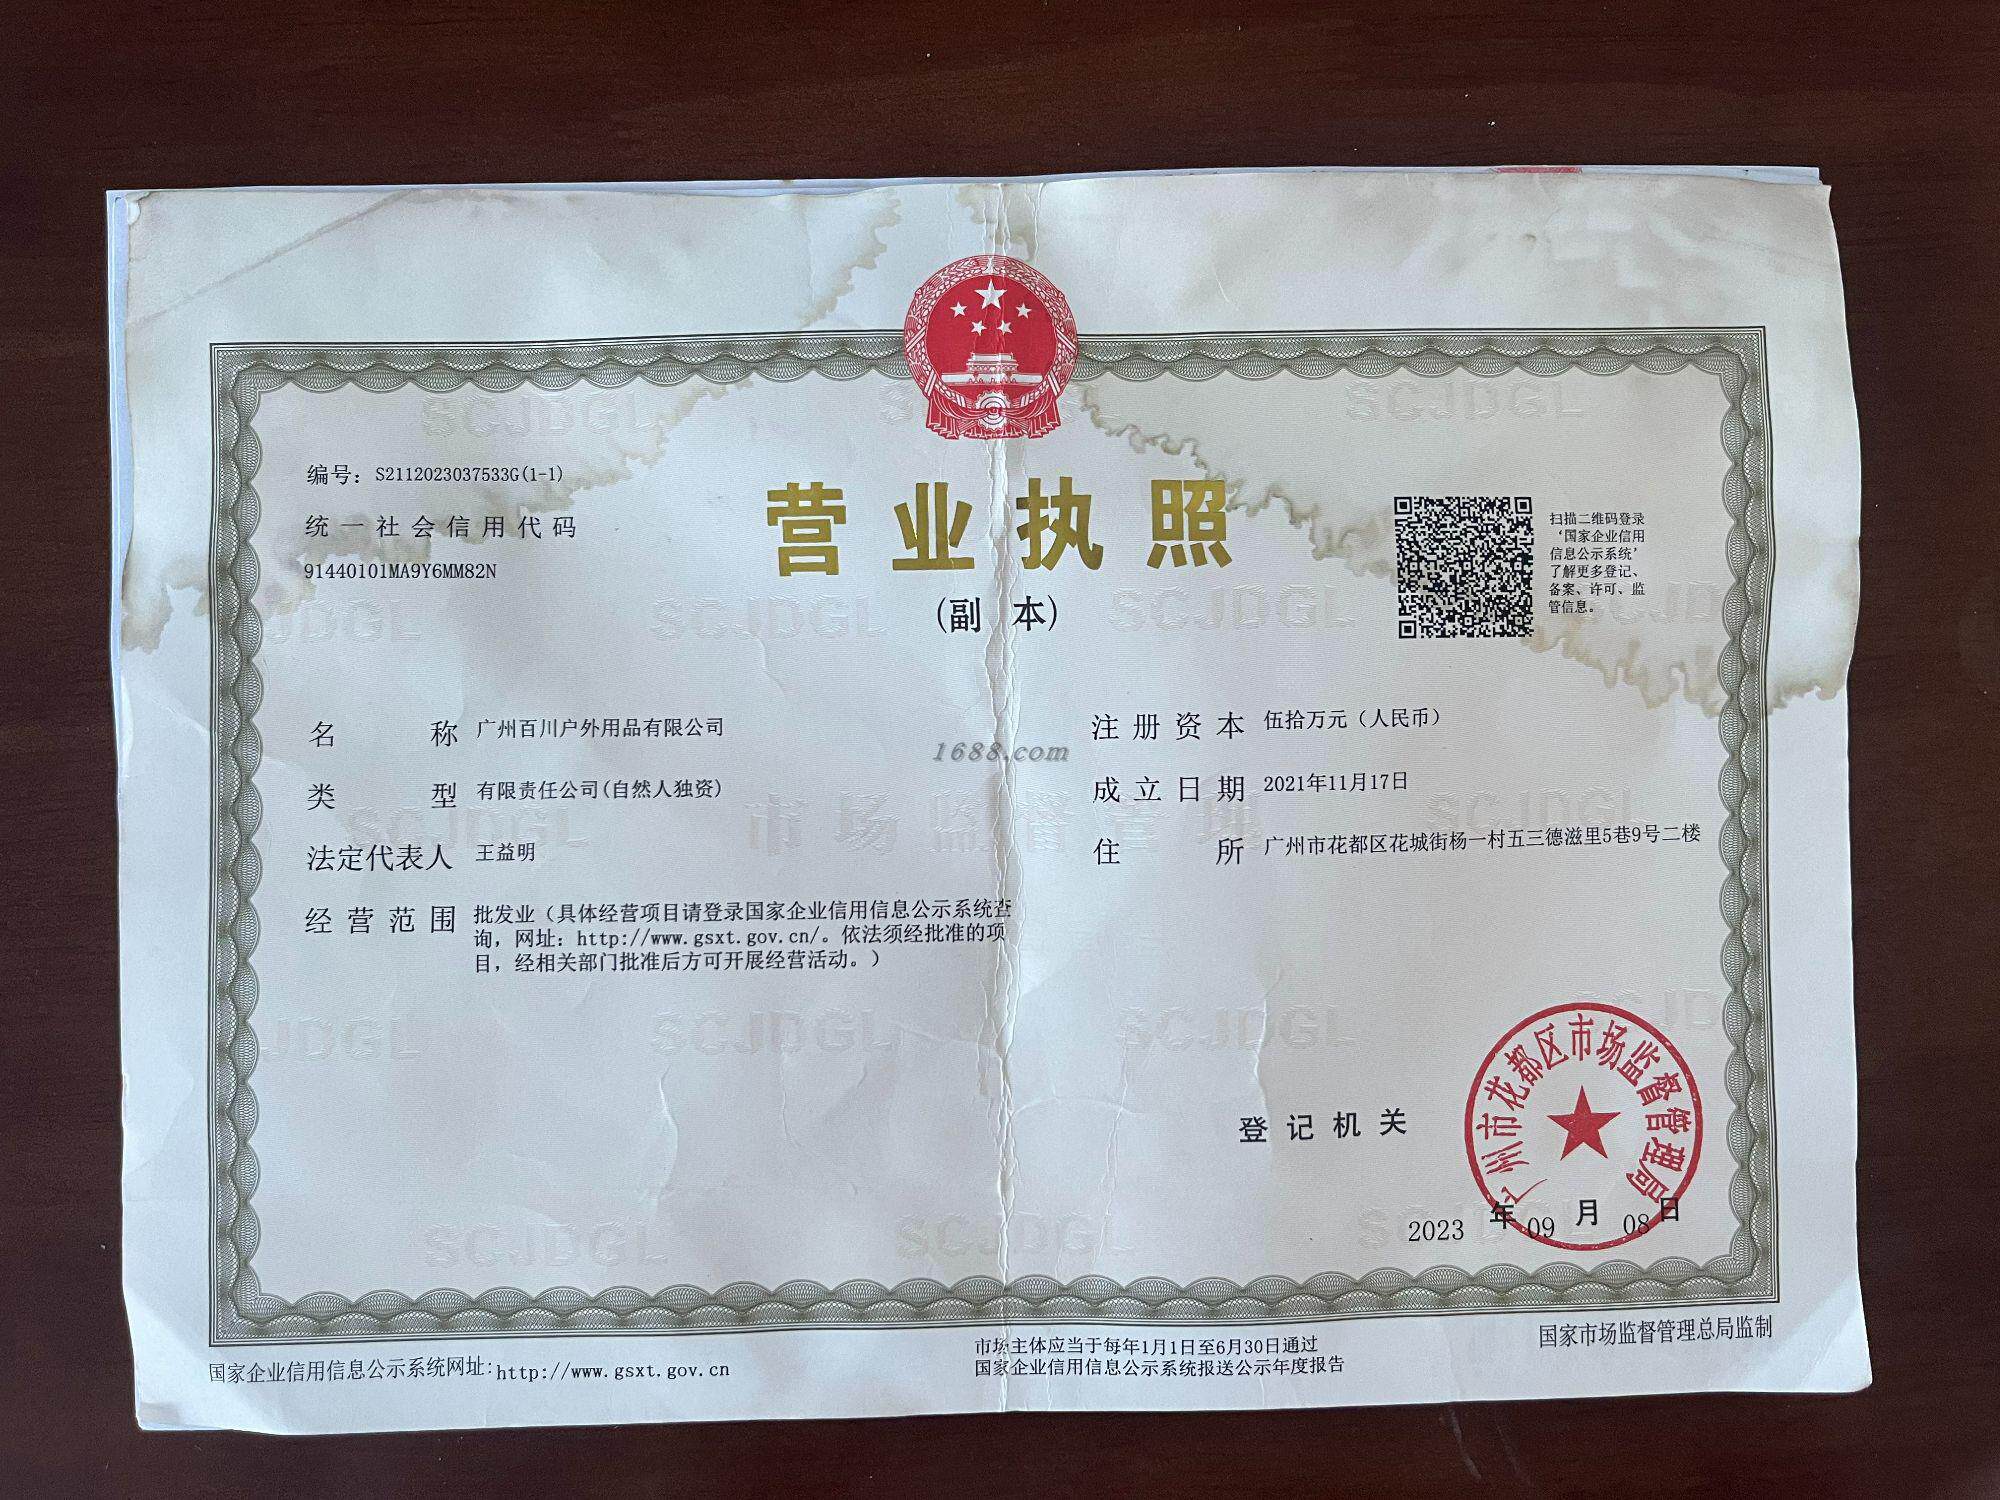 编号： S2112023037533G(1-1)
统一社会信用代码
91440101MA9Y6MM82N
营业执照
(副 本)
扫描二维码登录
‘国家企业信用
信息公示系统’
了解更多登记、
备案、许可、监
管信息。
名 称 广州百川户外用品有限公司
类 型 有限责任公司(自然人独资)
法定代表人 王益明
经营范围 批发业（具体经营项目请登录国家企业信用信息公示系统查
询，网址：http://www.gsxt.gov.cn/。依法须经批准的项
目，经相关部门批准后方可开展经营活动。）
注册资本 伍拾万元（人民币）
成立日期 2021年11月17日
住 所 广州市花都区花城街杨一村五三德滋里5巷9号二楼
1688.com
SCJDGL
市场监督管理
登记机关
广州市花都区市场监督管理局
2023 年 09 月 08 日
国家企业信用信息公示系统网址：http://www.gsxt.gov.cn
市场主体应当于每年1月1日至6月30日通过
国家企业信用信息公示系统报送公示年度报告
国家市场监督管理总局监制